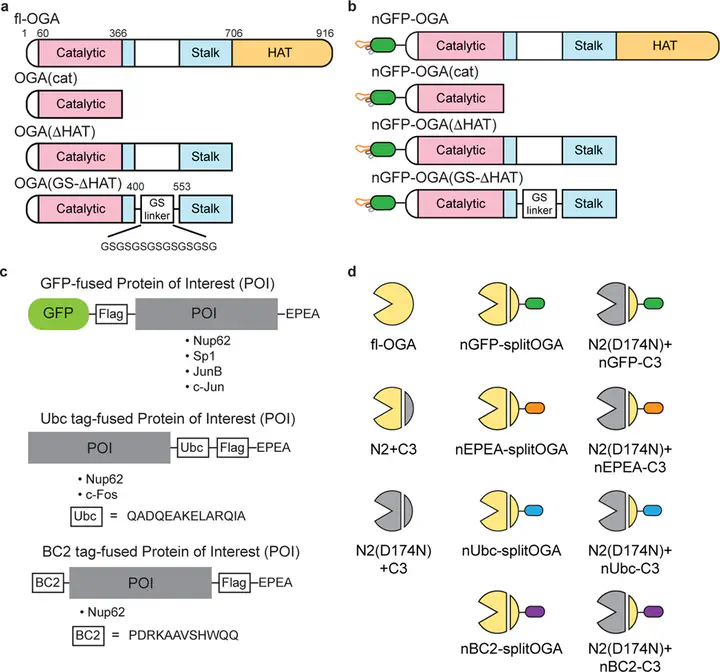 a
fl-OGA
1 60 366 706 916
Catalytic Stalk HAT
OGA(cat)
Catalytic
OGA(ΔHAT)
Catalytic Stalk
OGA(GS-ΔHAT) 400 553
Catalytic GS linker Stalk
GSGSGSGSGSGSGSG
b
nGFP-OGA
Catalytic Stalk HAT
nGFP-OGA(cat)
Catalytic
nGFP-OGA(ΔHAT)
Catalytic Stalk
nGFP-OGA(GS-ΔHAT)
Catalytic GS linker Stalk
c
GFP-fused Protein of Interest (POI)
GFP Flag POI EPEA
• Nup62
• Sp1
• JunB
• c-Jun
Ubc tag-fused Protein of Interest (POI)
POI Ubc Flag EPEA
• Nup62
• c-Fos
Ubc = QADQEAKELARQIA
BC2 tag-fused Protein of Interest (POI)
BC2 POI Flag EPEA
• Nup62
BC2 = PDRKAAVSHWQQ
d
fl-OGA
nGFP-splitOGA
N2(D174N)+
nGFP-C3
N2+C3
nEPEA-splitOGA
N2(D174N)+
nEPEA-C3
N2(D174N)
+C3
nUbc-splitOGA
N2(D174N)+
nUbc-C3
nBC2-splitOGA
N2(D174N)+
nBC2-C3